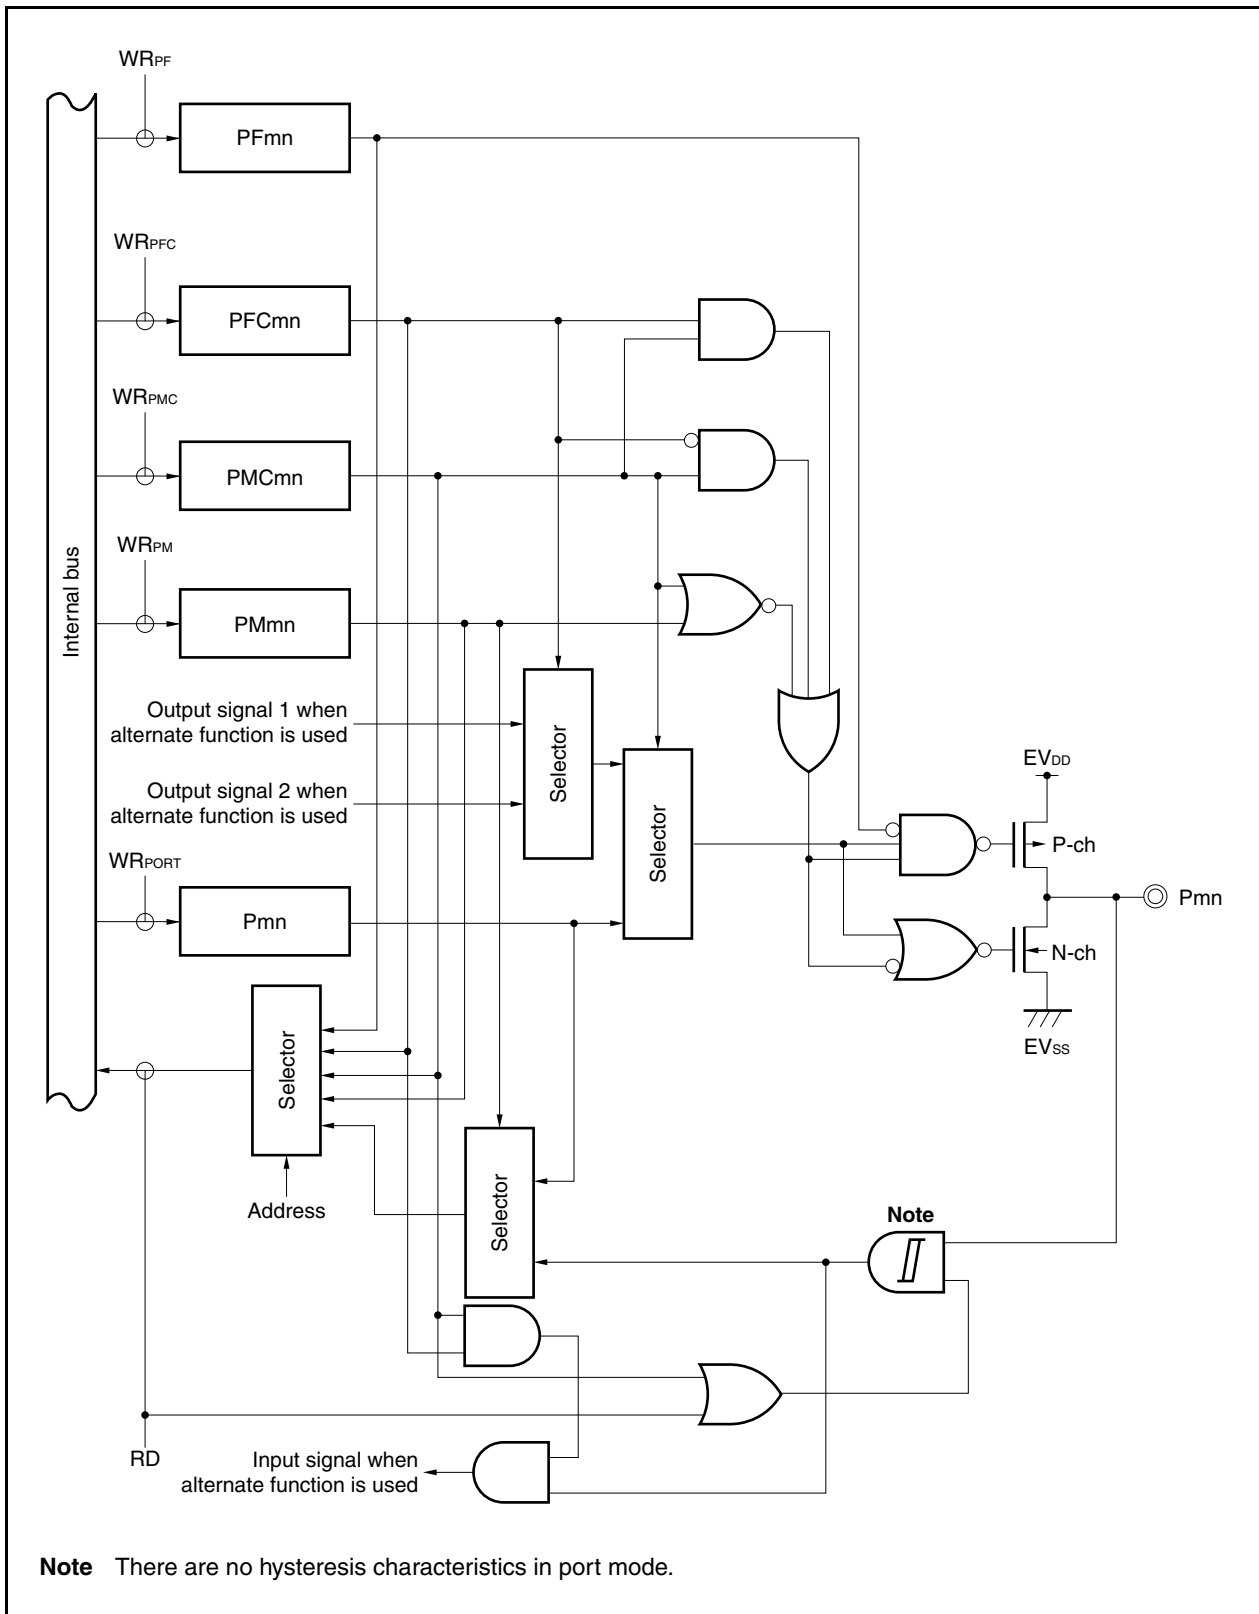 WRPF
PFmn
WRPFC
PFCmn
WRPMC
PMCmn
WRPM
PMmn
Internal bus
Output signal 1 when
alternate function is used
Output signal 2 when
alternate function is used
Selector
Selector
WRPORT
Pmn
EVDD
P-ch
Pmn
N-ch
EVSS
Selector
Address
Selector
Note
RD
Input signal when
alternate function is used
Note There are no hysteresis characteristics in port mode.